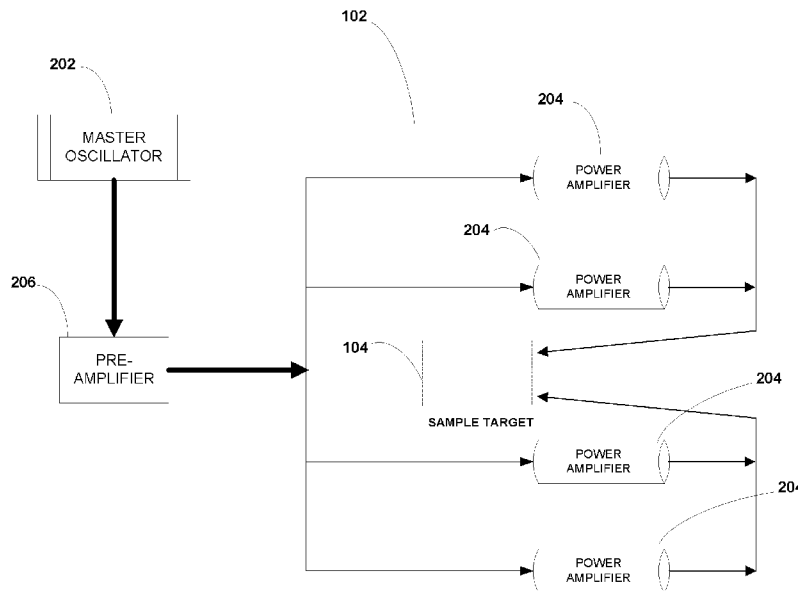 102
202
204
MASTER
OSCILLATOR
POWER
AMPLIFIER
204
POWER
AMPLIFIER
206
PRE-
AMPLIFIER
104
204
SAMPLE TARGET
POWER
AMPLIFIER
204
POWER
AMPLIFIER